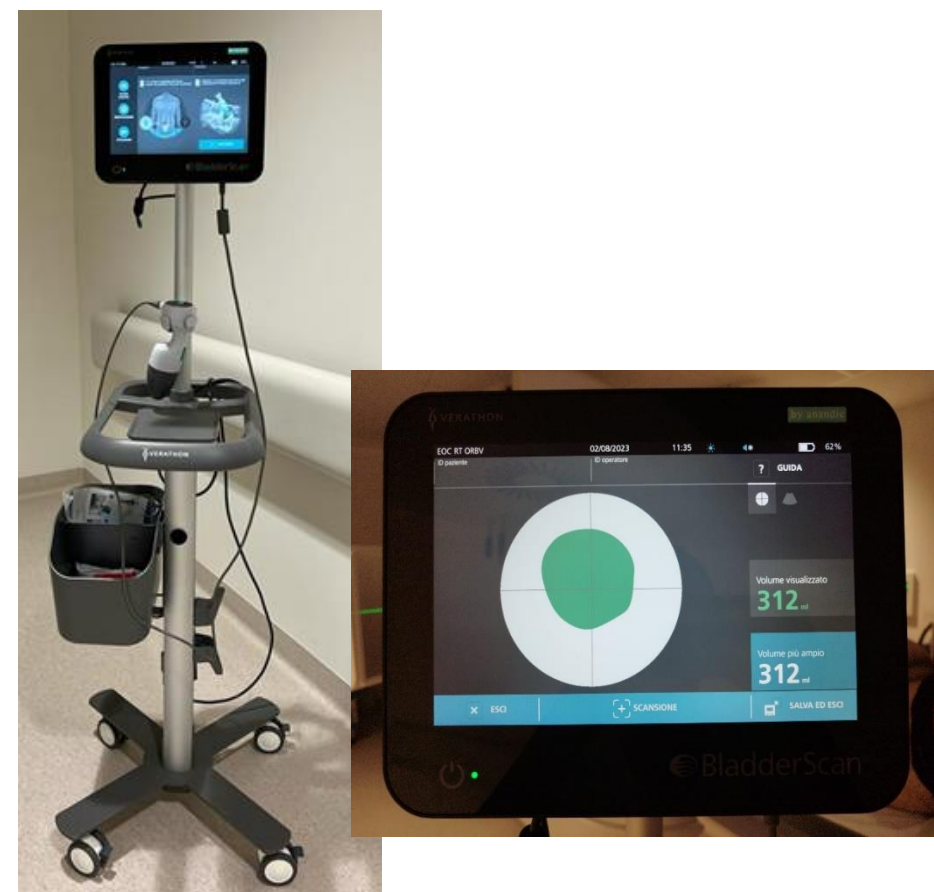 VERATHON
BladderScan
VERATHON
VERATHON
by anandic
EOC RT ORBV 02/08/2023 11:35 62%
ID paziente ID operatore
? GUIDA
Volume visualizzato
312 ml
Volume più ampio
312 ml
ESCI SCANSIONE SALVA ED ESCI
BladderScan